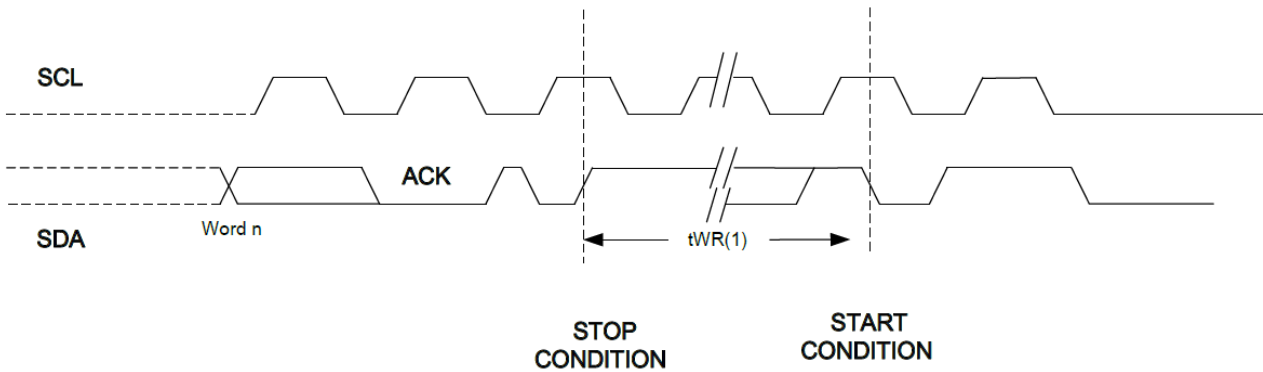 SCL
ACK
Word n
SDA
tWR(1)
STOP
CONDITION
START
CONDITION